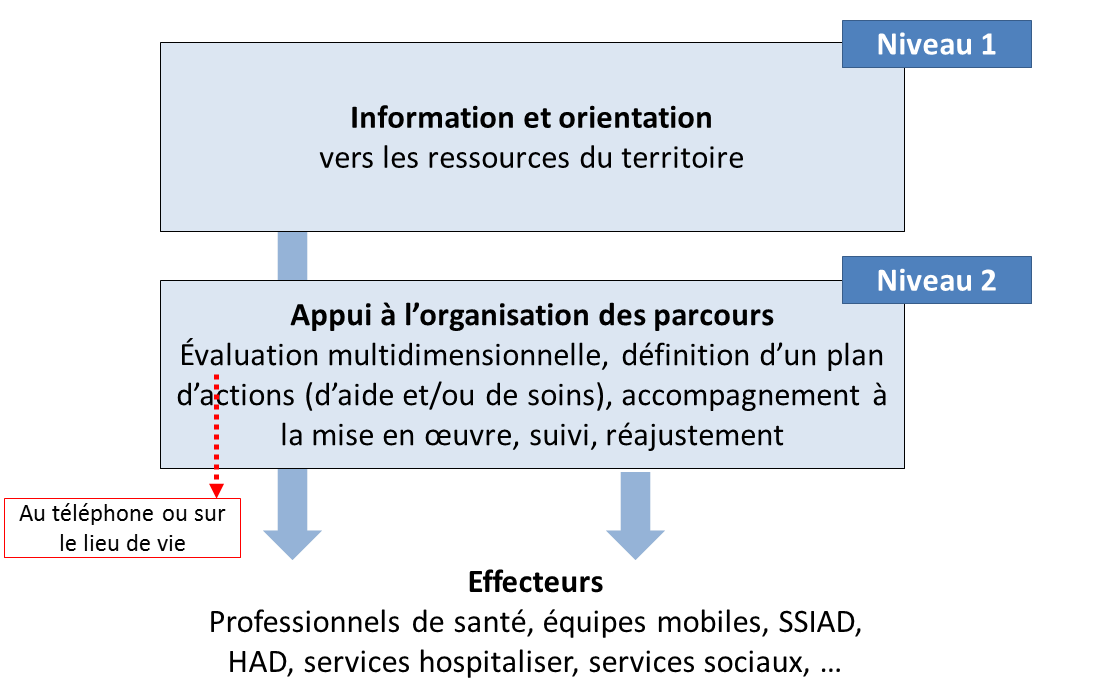 Niveau 1
Information et orientation
vers les ressources du territoire
Niveau 2
Appui à l’organisation des parcours
Évaluation multidimensionnelle, définition d’un plan
d’actions (d’aide et/ou de soins), accompagnement à
la mise en œuvre, suivi, réajustement
Au téléphone ou sur
le lieu de vie
Effecteurs
Professionnels de santé, équipes mobiles, SSIAD,
HAD, services hospitaliser, services sociaux, ...